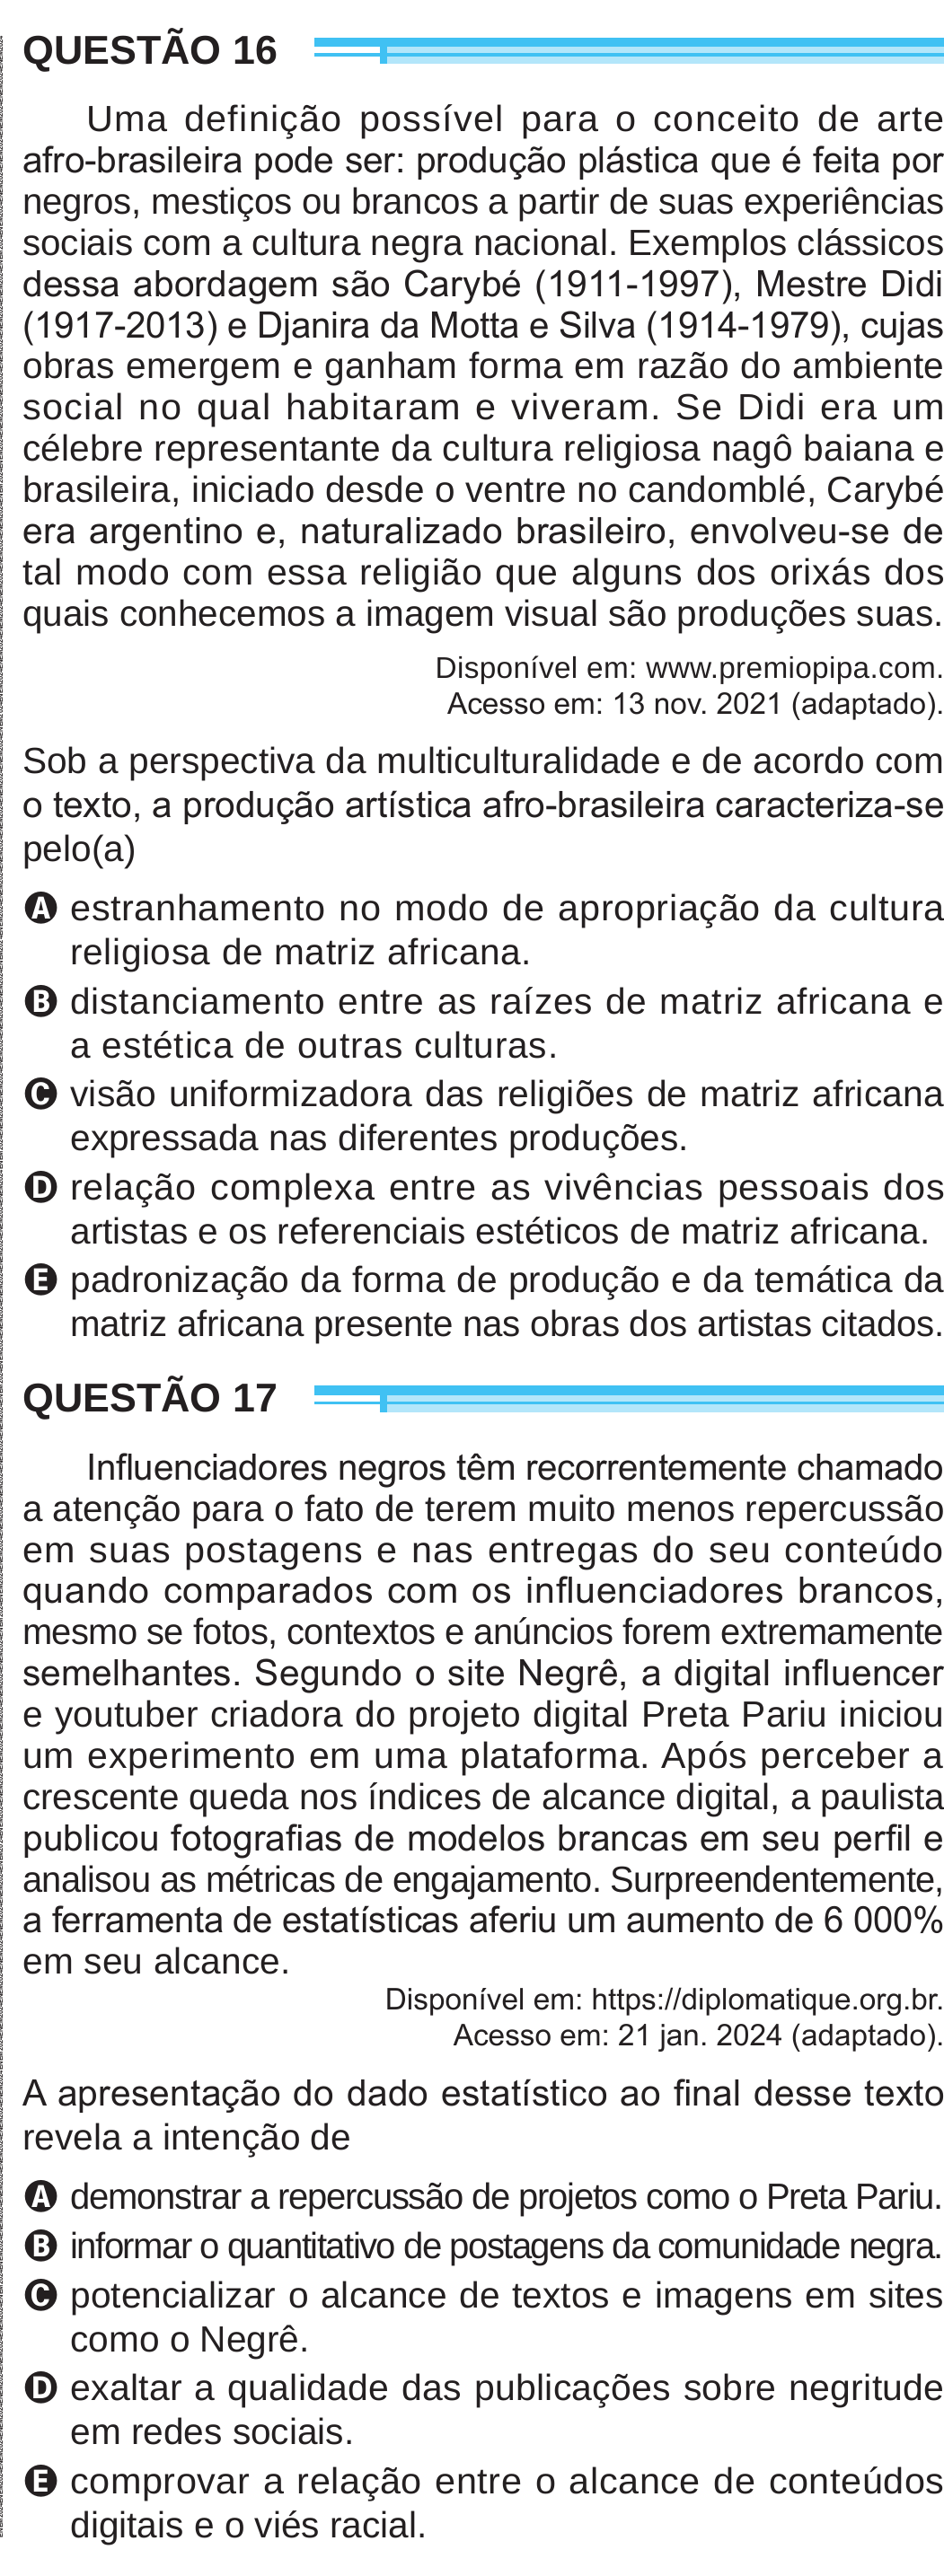 QUESTÃO 16
Uma definição possível para o conceito de arte
afro-brasileira pode ser: produção plástica que é feita por
negros, mestiços ou brancos a partir de suas experiências
sociais com a cultura negra nacional. Exemplos clássicos
dessa abordagem são Carybé (1911-1997), Mestre Didi
(1917-2013) e Djanira da Motta e Silva (1914-1979), cujas
obras emergem e ganham forma em razão do ambiente
social no qual habitaram e viveram. Se Didi era um
célebre representante da cultura religiosa nagô baiana e
brasileira, iniciado desde o ventre no candomblé, Carybé
era argentino e, naturalizado brasileiro, envolveu-se de
tal modo com essa religião que alguns dos orixás dos
quais conhecemos a imagem visual são produções suas.
Disponível em: www.premiopipa.com.
Acesso em: 13 nov. 2021 (adaptado).
Sob a perspectiva da multiculturalidade e de acordo com
o texto, a produção artística afro-brasileira caracteriza-se
pelo(a)
A estranhamento no modo de apropriação da cultura
religiosa de matriz africana.
B distanciamento entre as raízes de matriz africana e
a estética de outras culturas.
C visão uniformizadora das religiões de matriz africana
expressada nas diferentes produções.
D relação complexa entre as vivências pessoais dos
artistas e os referenciais estéticos de matriz africana.
E padronização da forma de produção e da temática da
matriz africana presente nas obras dos artistas citados.
QUESTÃO 17
Influenciadores negros têm recorrentemente chamado
a atenção para o fato de terem muito menos repercussão
em suas postagens e nas entregas do seu conteúdo
quando comparados com os influenciadores brancos,
mesmo se fotos, contextos e anúncios forem extremamente
semelhantes. Segundo o site Negrê, a digital influencer
e youtuber criadora do projeto digital Preta Pariu iniciou
um experimento em uma plataforma. Após perceber a
crescente queda nos índices de alcance digital, a paulista
publicou fotografias de modelos brancas em seu perfil e
analisou as métricas de engajamento. Surpreendentemente,
a ferramenta de estatísticas aferiu um aumento de 6 000%
em seu alcance.
Disponível em: https://diplomatique.org.br.
Acesso em: 21 jan. 2024 (adaptado).
A apresentação do dado estatístico ao final desse texto
revela a intenção de
A demonstrar a repercussão de projetos como o Preta Pariu.
B informar o quantitativo de postagens da comunidade negra.
C potencializar o alcance de textos e imagens em sites
como o Negrê.
D exaltar a qualidade das publicações sobre negritude
em redes sociais.
E comprovar a relação entre o alcance de conteúdos
digitais e o viés racial.